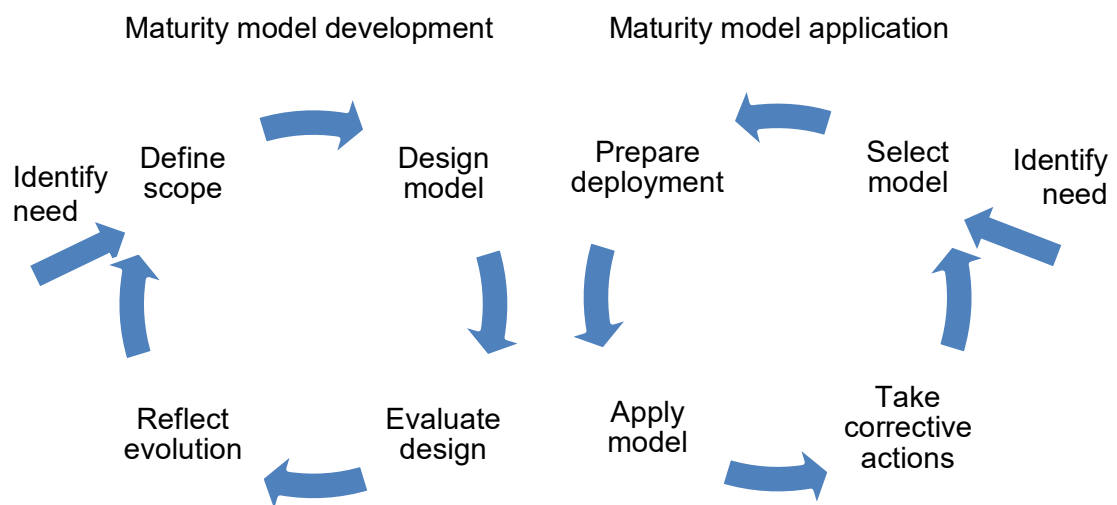 Maturity model development
Maturity model application
Identify
need
Define
scope
Design
model
Prepare
deployment
Select
model
Identify
need
Reflect
evolution
Evaluate
design
Apply
model
Take
corrective
actions